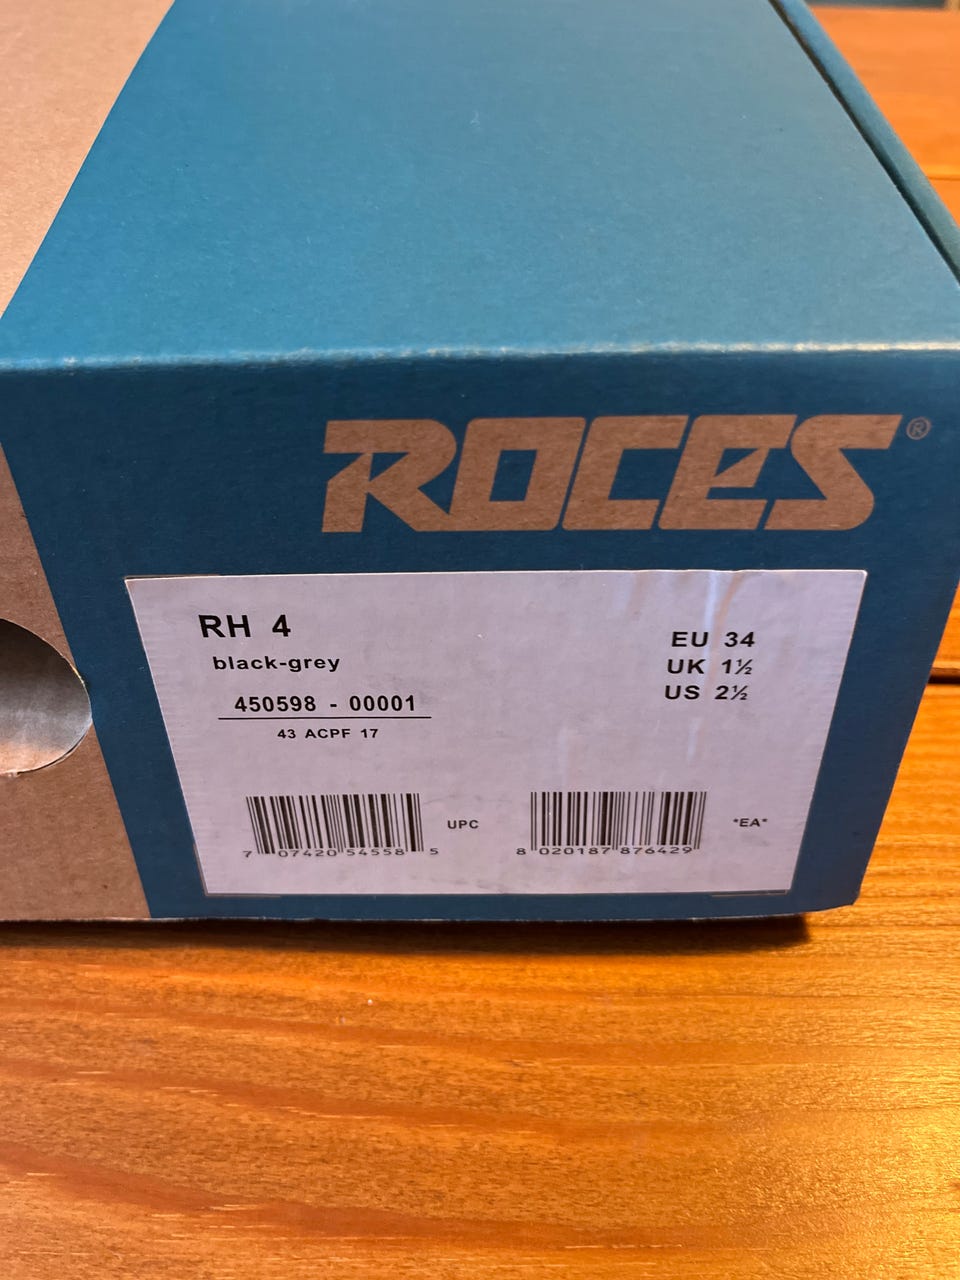 ROCES®
RH 4
black-grey
450598 - 00001
43 ACPF 17
EU 34
UK 1½
US 2½
7 07420 54558 5
UPC
8 020187 876429
*EA*